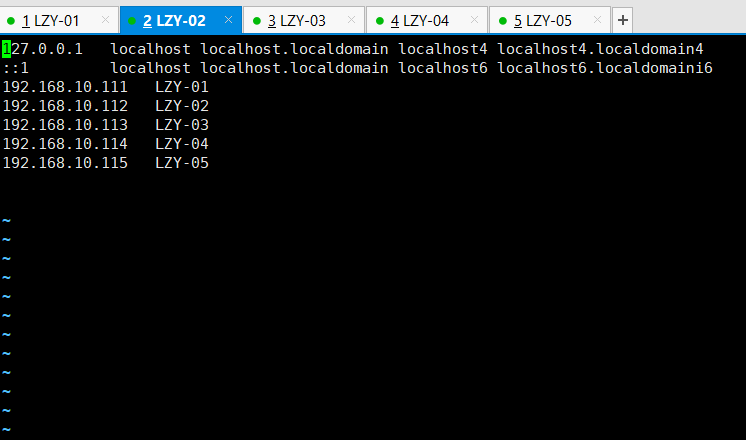 1 LZY-01 2 LZY-02 3 LZY-03 4 LZY-04 5 LZY-05 +
127.0.0.1   localhost localhost.localdomain localhost4 localhost4.localdomain4
::1         localhost localhost.localdomain localhost6 localhost6.localdomaini6
192.168.10.111   LZY-01
192.168.10.112   LZY-02
192.168.10.113   LZY-03
192.168.10.114   LZY-04
192.168.10.115   LZY-05
~
~
~
~
~
~
~
~
~
~
~
~